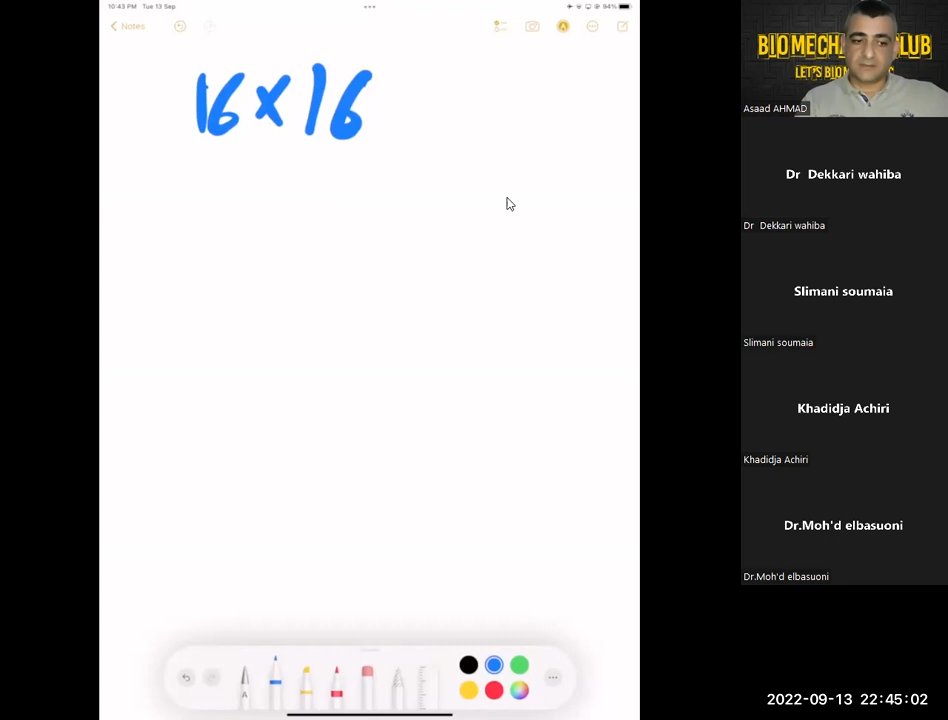 10:43 PM Tue 13 Sep
94%
Notes
16 x 16
A
BIOMECH CLUB
LET'S BIOM
Asaad AHMAD
Dr Dekkari wahiba
Dr Dekkari wahiba
Slimani soumaia
Slimani soumaia
Khadidja Achiri
Khadidja Achiri
Dr.Moh'd elbasuoni
Dr.Moh'd elbasuoni
2022-09-13 22:45:02